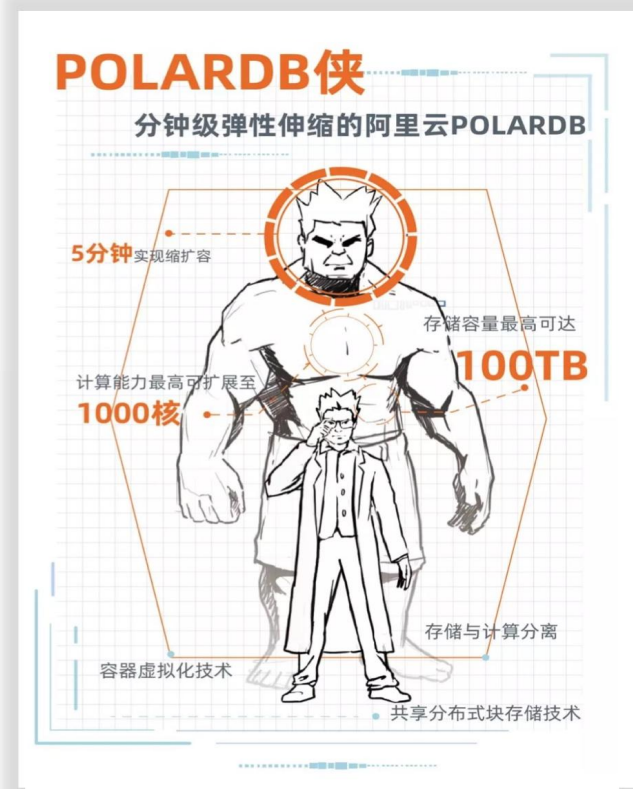 POLARDB侠
分钟级弹性伸缩的阿里云POLARDB
5分钟实现缩扩容
存储容量最高可达
100TB
计算能力最高可扩展至
1000核
存储与计算分离
容器虚拟化技术
共享分布式块存储技术